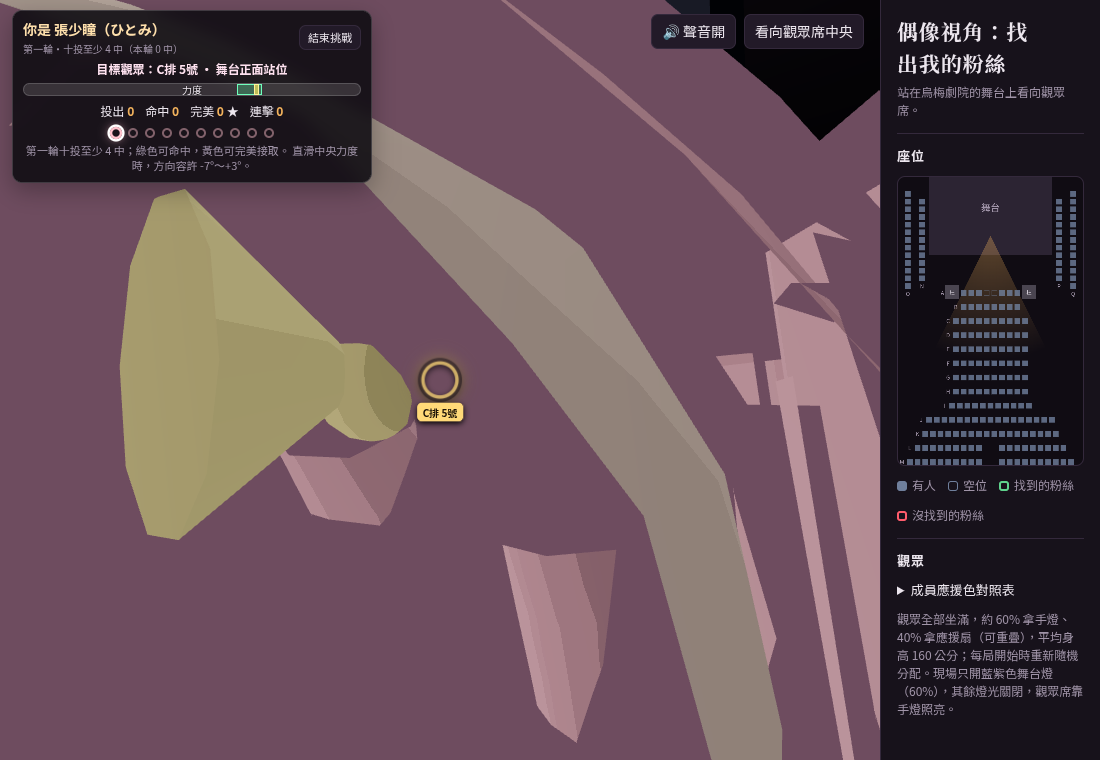 你是 張少瞳（ひとみ）
第一輪・十投至少 4 中（本輪 0 中）
結束挑戰
目標觀眾：C排 5號 ・ 舞台正面站位
力度
投出 0 命中 0 完美 0 ★ 連擊 0
第一輪十投至少 4 中；綠色可命中，黃色可完美接取。 直滑中央力度
時，方向容許 -7°～+3°。
🔊 聲音開
看向觀眾席中央
C排 5號
偶像視角：找
出我的粉絲
站在烏梅劇院的舞台上看向觀眾
席。
座位
舞台
有人
空位
找到的粉絲
沒找到的粉絲
觀眾
▶ 成員應援色對照表
觀眾全部坐滿，約 60% 拿手燈、
40% 拿應援扇（可重疊），平均身
高 160 公分；每局開始時重新隨機
分配。現場只開藍紫色舞台燈
（60%），其餘燈光關閉，觀眾席靠
手燈照亮。